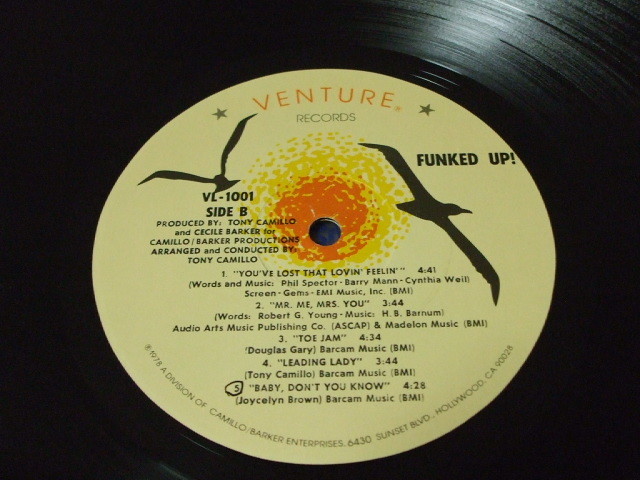 VENTURE®
RECORDS
FUNKED UP!
VL-1001
SIDE B
PRODUCED BY: TONY CAMILLO
and CECILE BARKER for
CAMILLO/BARKER PRODUCTIONS
ARRANGED and CONDUCTED BY:
TONY CAMILLO
1. "YOU'VE LOST THAT LOVIN' FEELIN'" 4:41
(Words and Music: Phil Spector-Barry Mann-Cynthia Weil)
Screen-Gems-EMI Music, Inc. (BMI)
2. "MR. ME, MRS. YOU" 3:44
(Words: Robert G. Young-Music: H.B. Barnum)
Audio Arts Music Publishing Co. (ASCAP) & Madelon Music (BMI)
3. "TOE JAM" 4:34
(Douglas Gary) Barcam Music (BMI)
4. "LEADING LADY" 3:44
(Tony Camillo) Barcam Music (BMI)
5 "BABY, DON'T YOU KNOW" 4:28
(Joycelyn Brown) Barcam Music (BMI)
℗1978 A DIVISION OF CAMILLO/BARKER ENTERPRISES, 6430 SUNSET BLVD., HOLLYWOOD, CA 90028